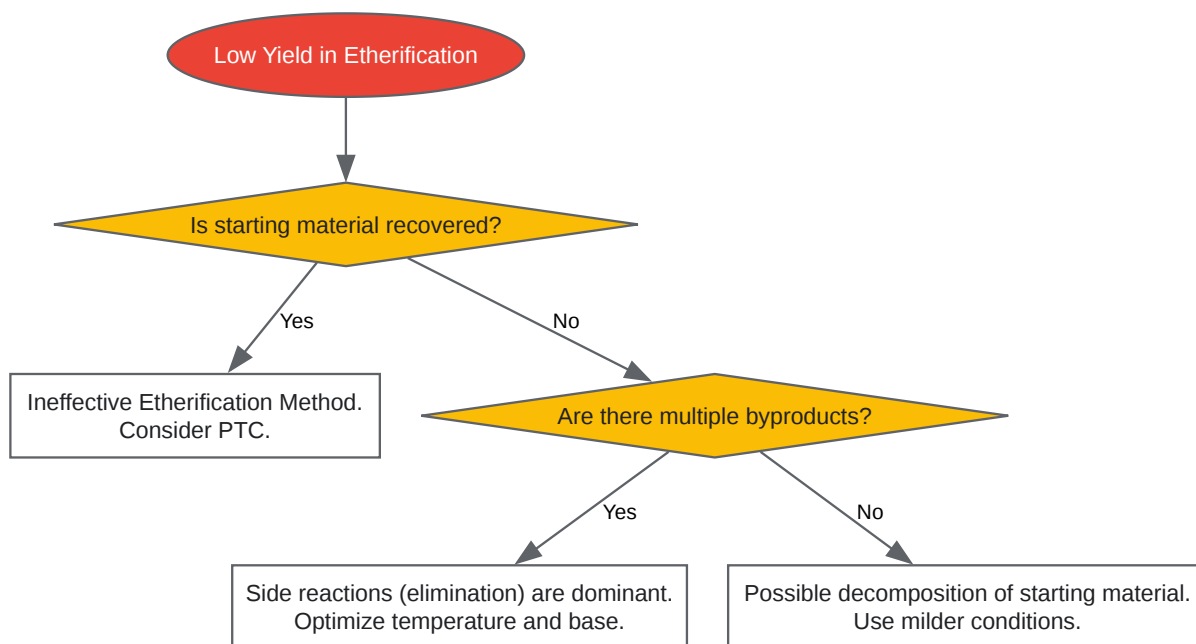 Low Yield in Etherification
Is starting material recovered?
Yes
No
Ineffective Etherification Method.
Consider PTC.
Are there multiple byproducts?
Yes
No
Side reactions (elimination) are dominant.
Optimize temperature and base.
Possible decomposition of starting material.
Use milder conditions.